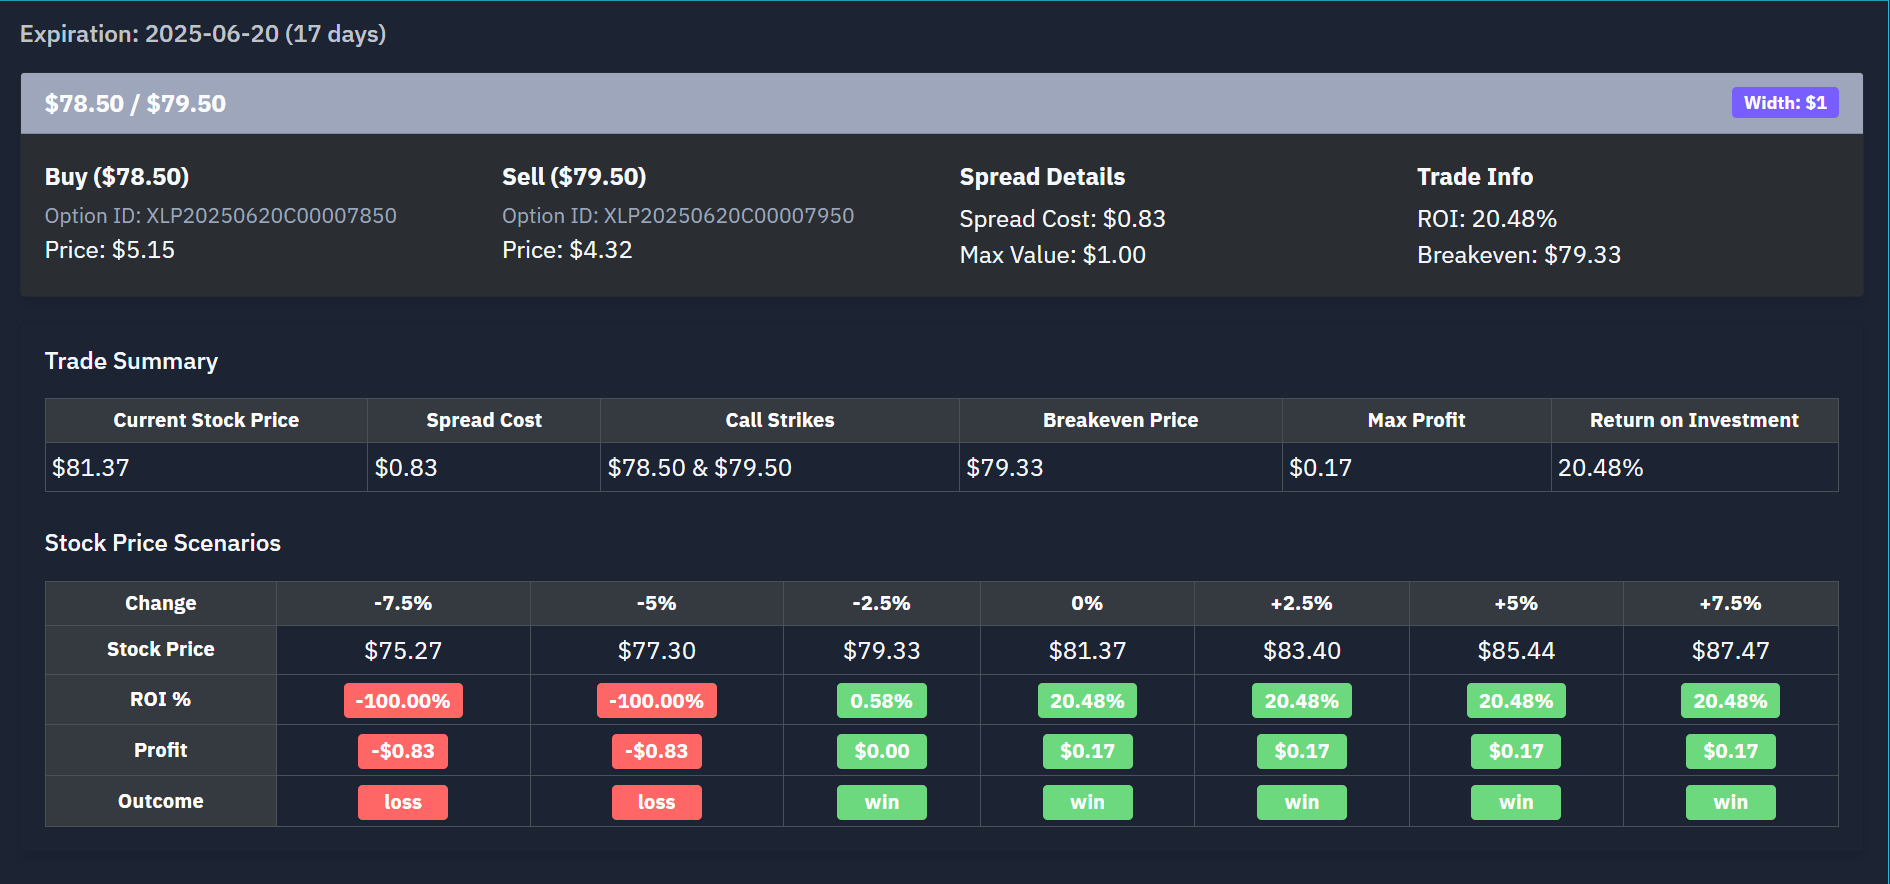 Expiration: 2025-06-20 (17 days)
$78.50 / $79.50
Width: $1
Buy ($78.50)
Option ID: XLP20250620C00007850
Price: $5.15
Sell ($79.50)
Option ID: XLP20250620C00007950
Price: $4.32
Spread Details
Spread Cost: $0.83
Max Value: $1.00
Trade Info
ROI: 20.48%
Breakeven: $79.33
Trade Summary
Current Stock Price Spread Cost Call Strikes Breakeven Price Max Profit Return on Investment
$81.37 $0.83 $78.50 & $79.50 $79.33 $0.17 20.48%
Stock Price Scenarios
Change -7.5% -5% -2.5% 0% +2.5% +5% +7.5%
Stock Price $75.27 $77.30 $79.33 $81.37 $83.40 $85.44 $87.47
ROI % -100.00% -100.00% 0.58% 20.48% 20.48% 20.48% 20.48%
Profit -$0.83 -$0.83 $0.00 $0.17 $0.17 $0.17 $0.17
Outcome loss loss win win win win win